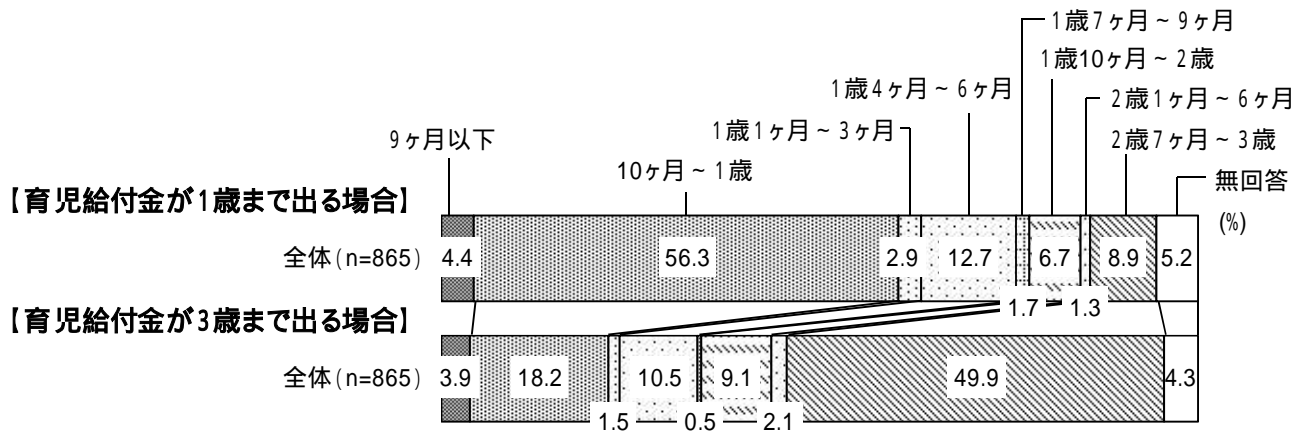 1歳7ヶ月～9ヶ月
1歳10ヶ月～2歳
1歳4ヶ月～6ヶ月
2歳1ヶ月～6ヶ月
1歳1ヶ月～3ヶ月
2歳7ヶ月～3歳
9ヶ月以下
10ヶ月～1歳
無回答
(%)
【育児給付金が1歳まで出る場合】
全体(n=865) 4.4 56.3 2.9 12.7 6.7 8.9 5.2
1.7 1.3
【育児給付金が3歳まで出る場合】
全体(n=865) 3.9 18.2 10.5 9.1 49.9 4.3
1.5 0.5 2.1